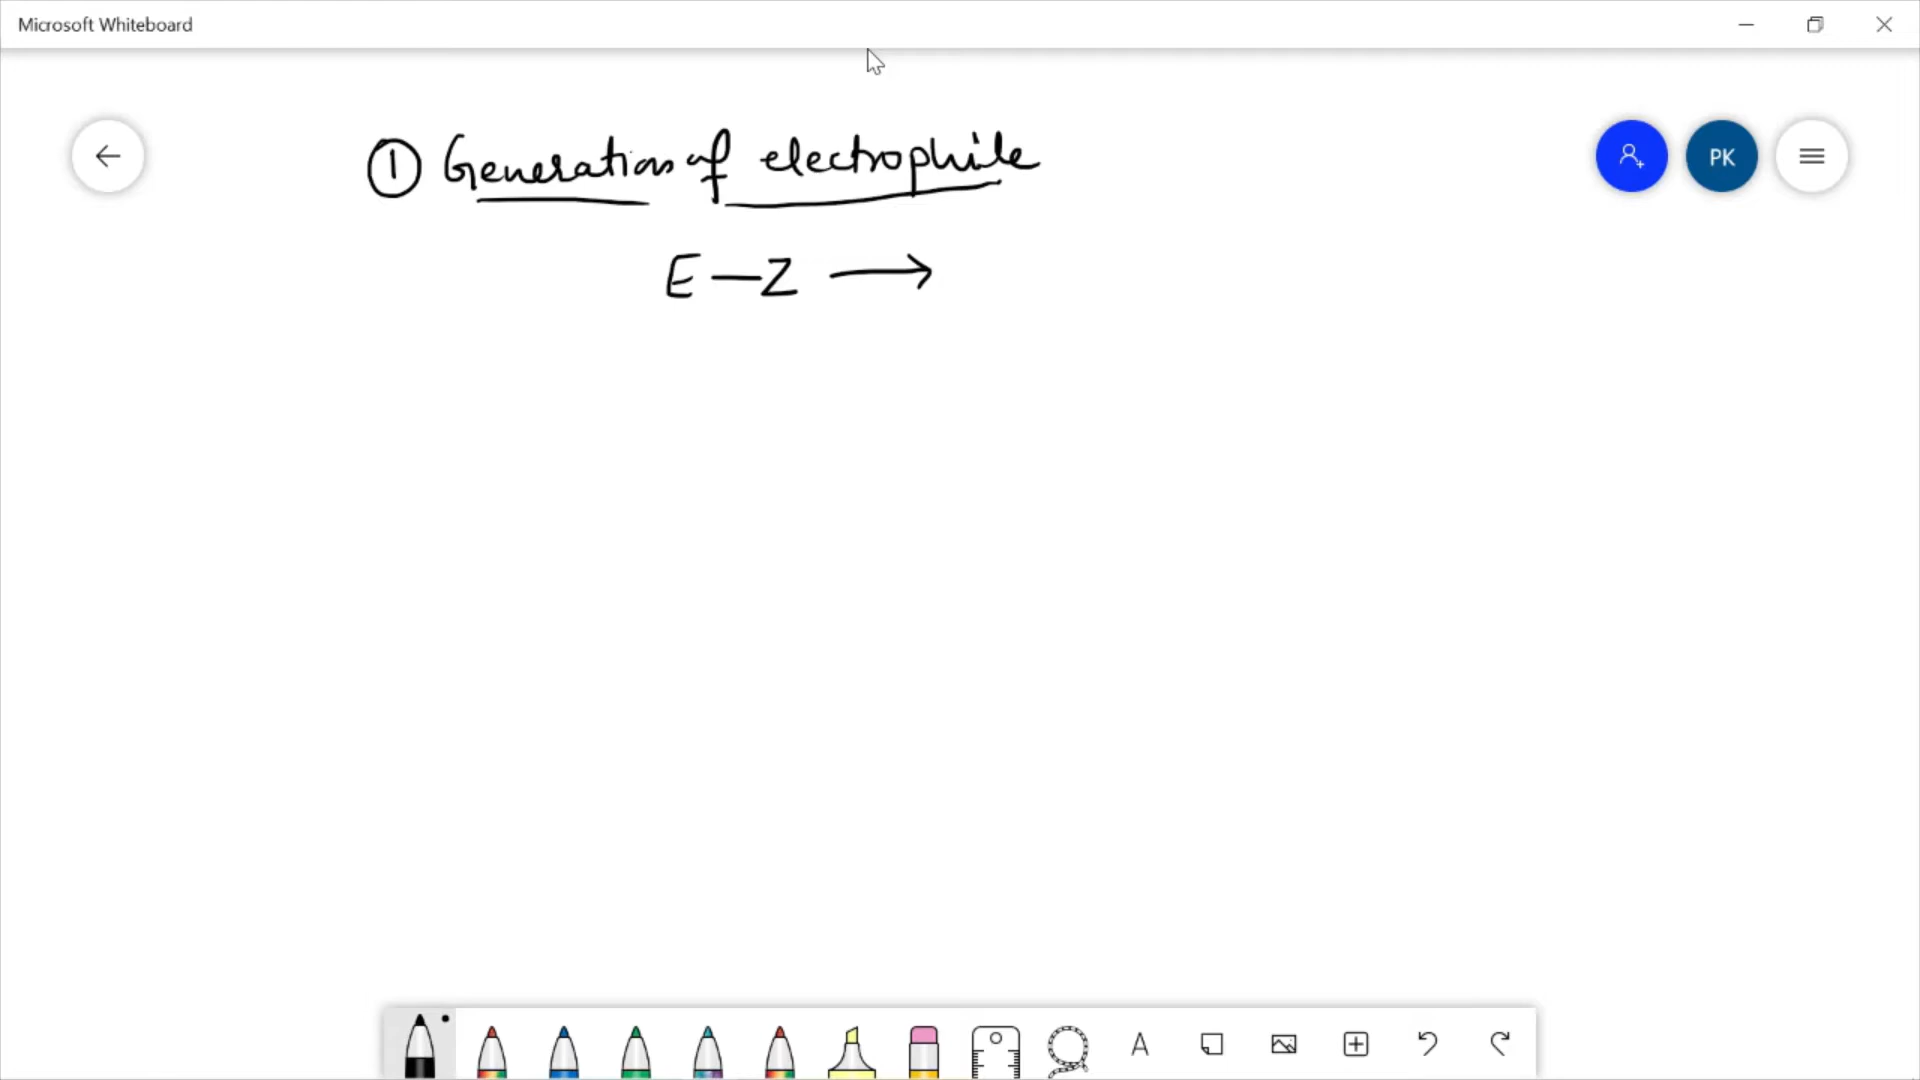 Microsoft Whiteboard
① Generation of electrophile
PK
E—Z →
A